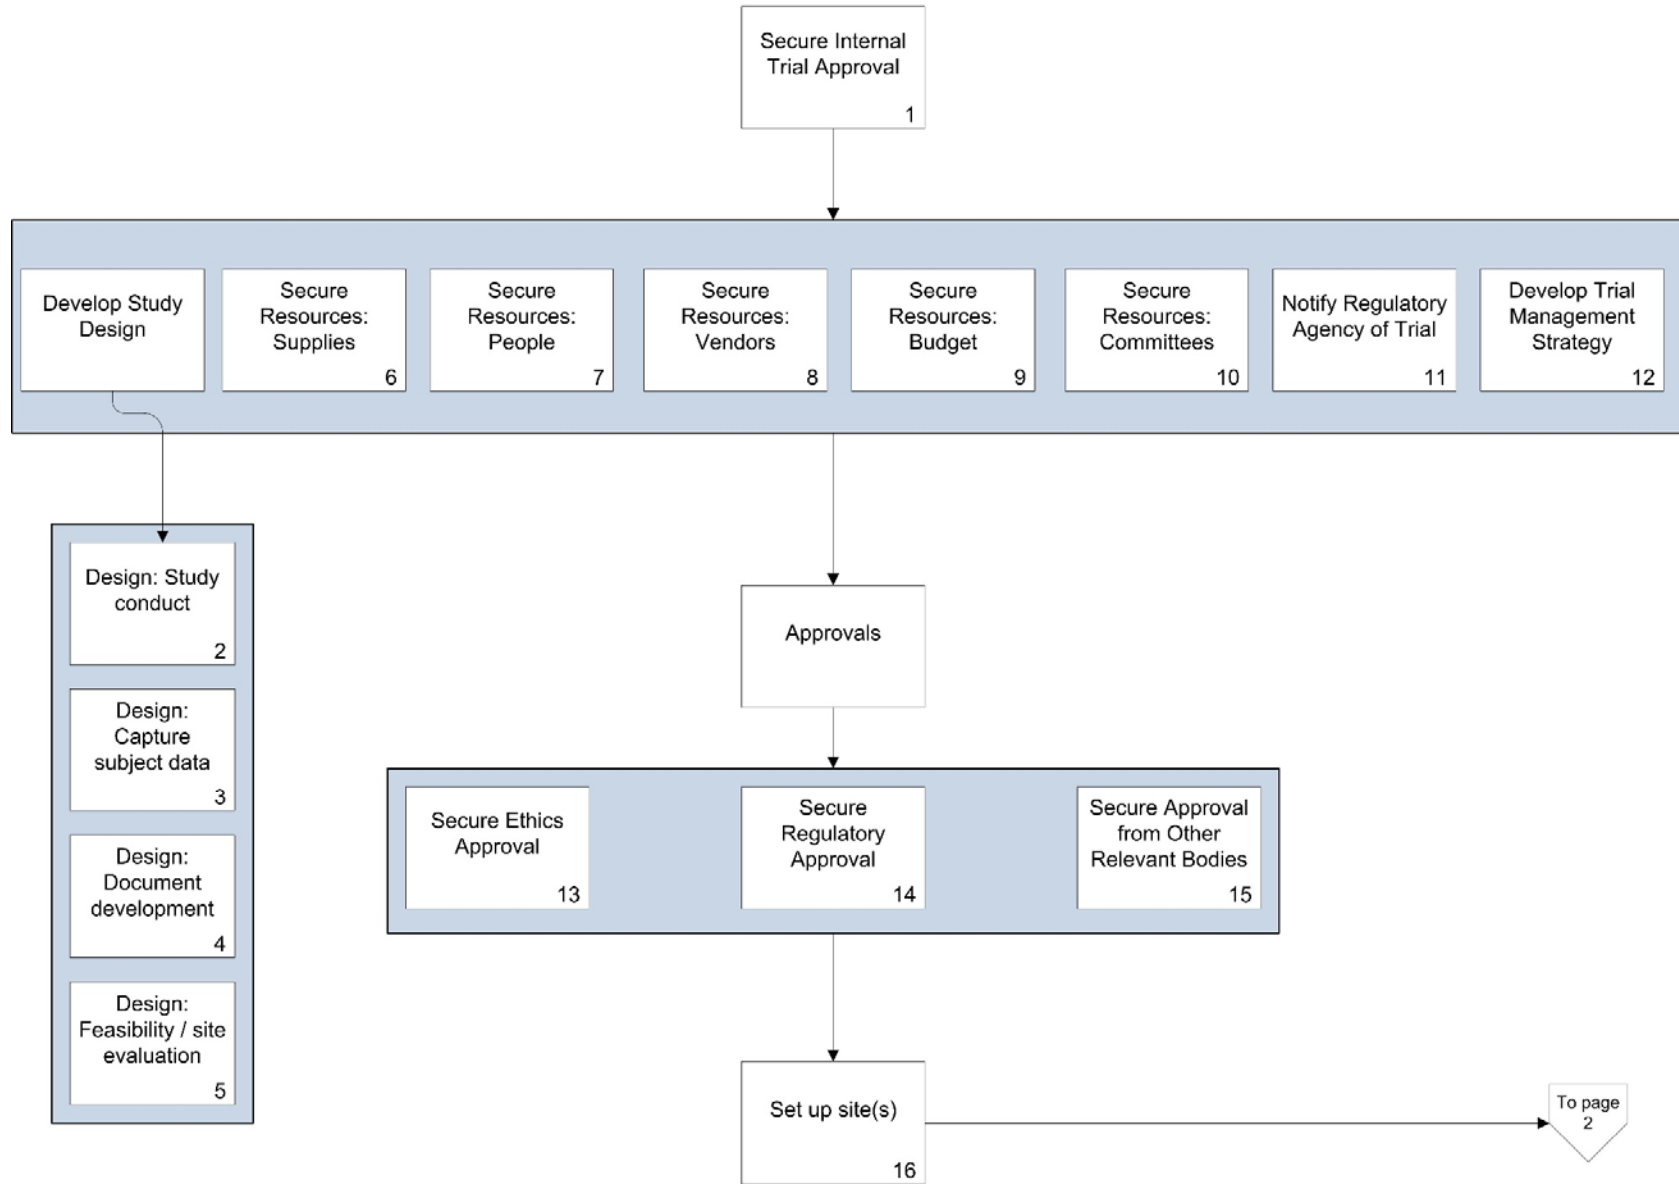 Secure Internal
Trial Approval
1
Develop Study
Design
Secure
Resources:
Supplies
6
Secure
Resources:
People
7
Secure
Resources:
Vendors
8
Secure
Resources:
Budget
9
Secure
Resources:
Committees
10
Notify Regulatory
Agency of Trial
11
Develop Trial
Management
Strategy
12
Design: Study
conduct
2
Design:
Capture
subject data
3
Design:
Document
development
4
Design:
Feasibility / site
evaluation
5
Approvals
Secure Ethics
Approval
13
Secure
Regulatory
Approval
14
Secure Approval
from Other
Relevant Bodies
15
Set up site(s)
16
To page
2